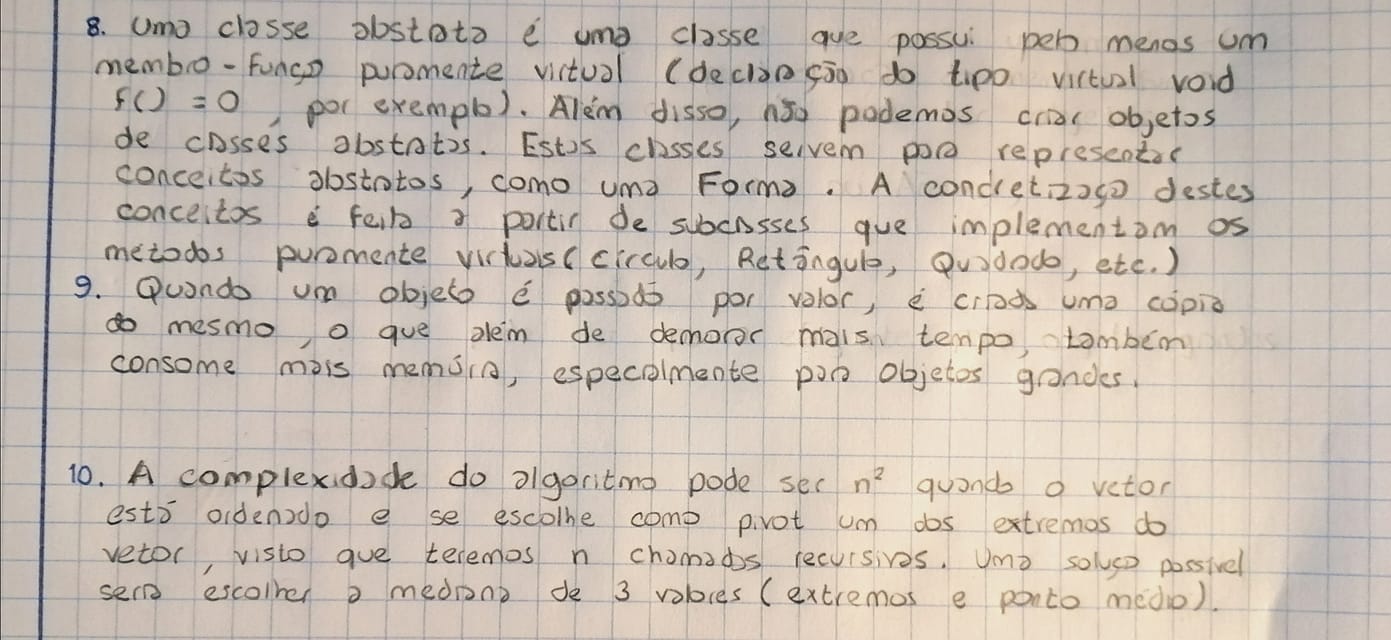 8. Uma classe abstrata é uma classe que possui pelo menos um
membro-função puramente virtual (declaração do tipo virtual void
f() = 0, por exemplo). Além disso, não podemos criar objetos
de classes abstratas. Estas classes servem para representar
conceitos abstratos, como uma Forma. A concretização destes
conceitos é feita a partir de subclasses que implementam os
métodos puramente virtuais (Círculo, Retângulo, Quadrado, etc.)
9. Quando um objeto é passado por valor, é criada uma cópia
do mesmo, o que além de demorar mais tempo, também
consome mais memória, especialmente para objetos grandes.
10. A complexidade do algoritmo pode ser n² quando o vetor
está ordenado e se escolhe como pivot um dos extremos do
vetor, visto que teremos n chamadas recursivas. Uma solução possível
seria escolher a mediana de 3 valores (extremos e ponto médio).